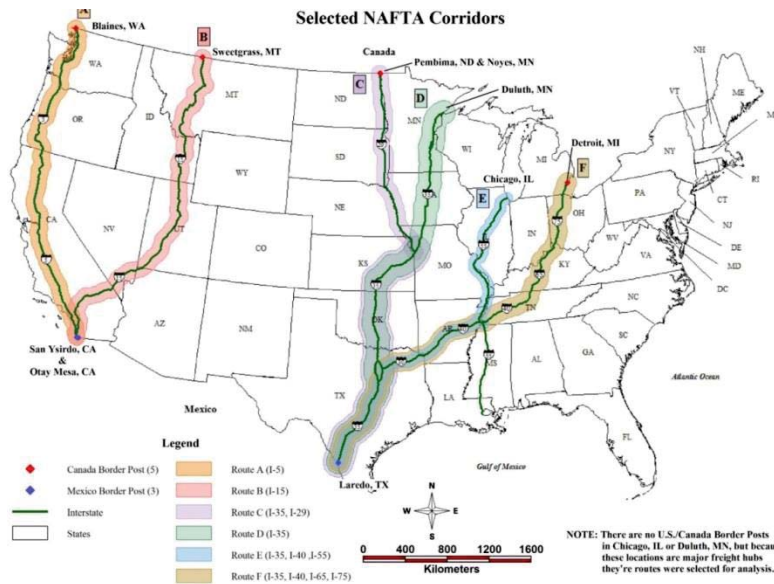 Selected NAFTA Corridors
A
Blaines, WA
B
Sweetgrass, MT
Canada
Pembima, ND & Noyes, MN
C
D
Duluth, MN
Detroit, MI
F
Chicago, IL
E
WA
OR
CA
NV
ID
MT
WY
UT
CO
AZ
NM
ND
SD
NE
KS
OK
TX
MN
WI
IA
MO
AR
LA
MS
MI
IN
OH
KY
TN
AL
GA
FL
SC
NC
VA
WV
PA
NY
VT
NH
ME
RI
CT
NJ
DE
MD
DC
San Ysirdo, CA
&
Otay Mesa, CA
Mexico
Laredo, TX
Atlantic Ocean
Gulf of Mexico
Legend
Canada Border Post (5)
Mexico Border Post (3)
Interstate
States
Route A (I-5)
Route B (I-15)
Route C (I-35, I-29)
Route D (I-35)
Route E (I-35, I-40 ,I-55)
Route F (I-35, I-40, I-65, I-75)
N
W
E
S
0 400 800 1200 1600
Kilometers
NOTE: There are no U.S./Canada Border Posts
in Chicago, IL or Duluth, MN, but becau
these locations are major freight hubs
they're routes were selected for analysis.